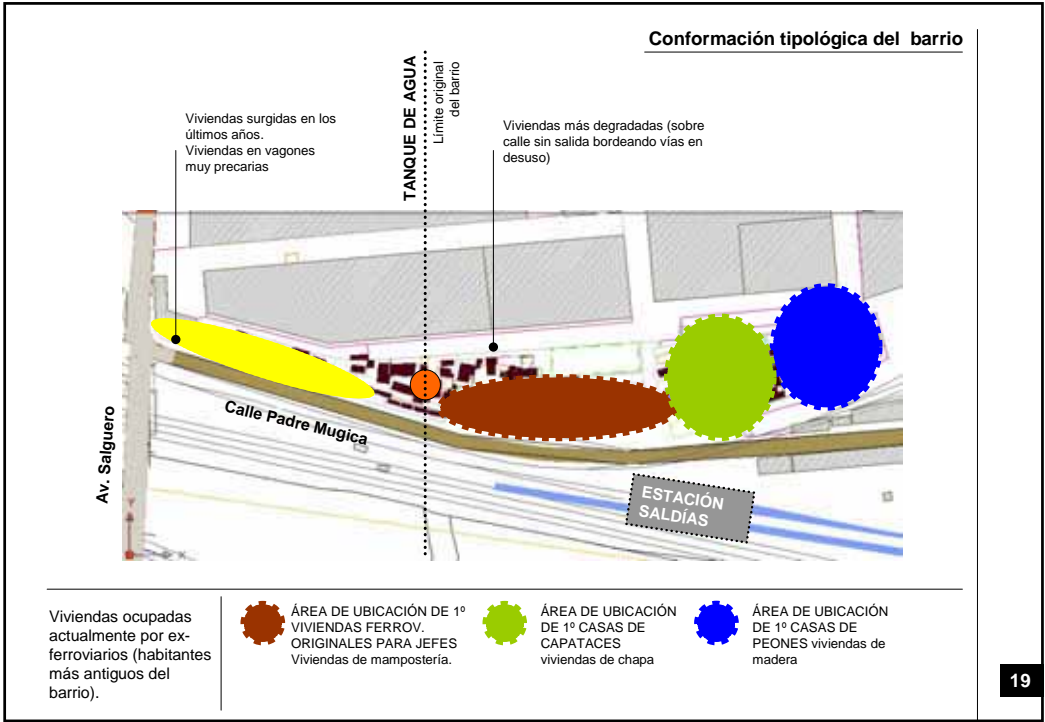 Conformación tipológica del barrio
TANQUE DE AGUA
Límite original
del barrio
Viviendas surgidas en los
últimos años.
Viviendas en vagones
muy precarias
Viviendas más degradadas (sobre
calle sin salida bordeando vías en
desuso)
Av. Salguero
Calle Padre Mugica
ESTACIÓN
SALDÍAS
Y
X
Viviendas ocupadas
actualmente por ex-
ferroviarios (habitantes
más antiguos del
barrio).
ÁREA DE UBICACIÓN DE 1º
VIVIENDAS FERROV.
ORIGINALES PARA JEFES
Viviendas de mampostería.
ÁREA DE UBICACIÓN
DE 1º CASAS DE
CAPATACES
viviendas de chapa
ÁREA DE UBICACIÓN
DE 1º CASAS DE
PEONES viviendas de
madera
19